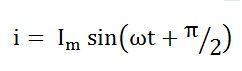 i = I_m sin(ωt + π/2)